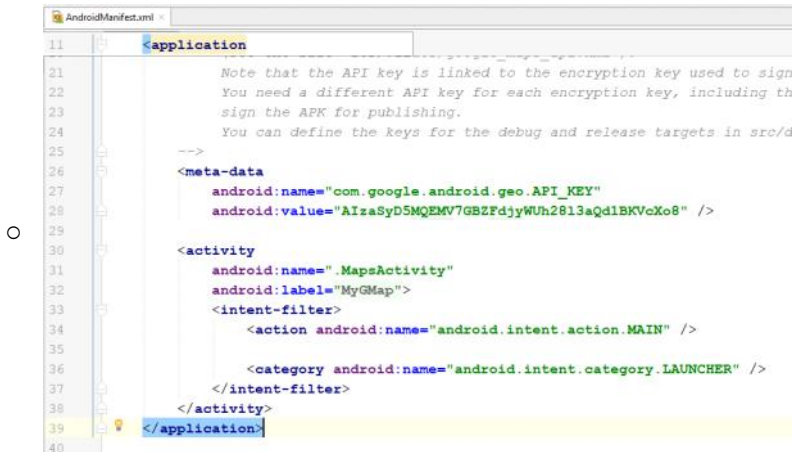 AndroidManifest.xml
11 <application
21 Note that the API key is linked to the encryption key used to sign
22 You need a different API key for each encryption key, including th
23 sign the APK for publishing.
24 You can define the keys for the debug and release targets in src/d
25 -->
26 <meta-data
27 android:name="com.google.android.geo.API_KEY"
28 android:value="AIzaSyD5MQEMV7GBZFdjyWUh28l3aQd1BKVcXo8" />
29
30 <activity
31 android:name=".MapsActivity"
32 android:label="MyGMap">
33 <intent-filter>
34 <action android:name="android.intent.action.MAIN" />
35
36 <category android:name="android.intent.category.LAUNCHER" />
37 </intent-filter>
38 </activity>
39 </application>
40